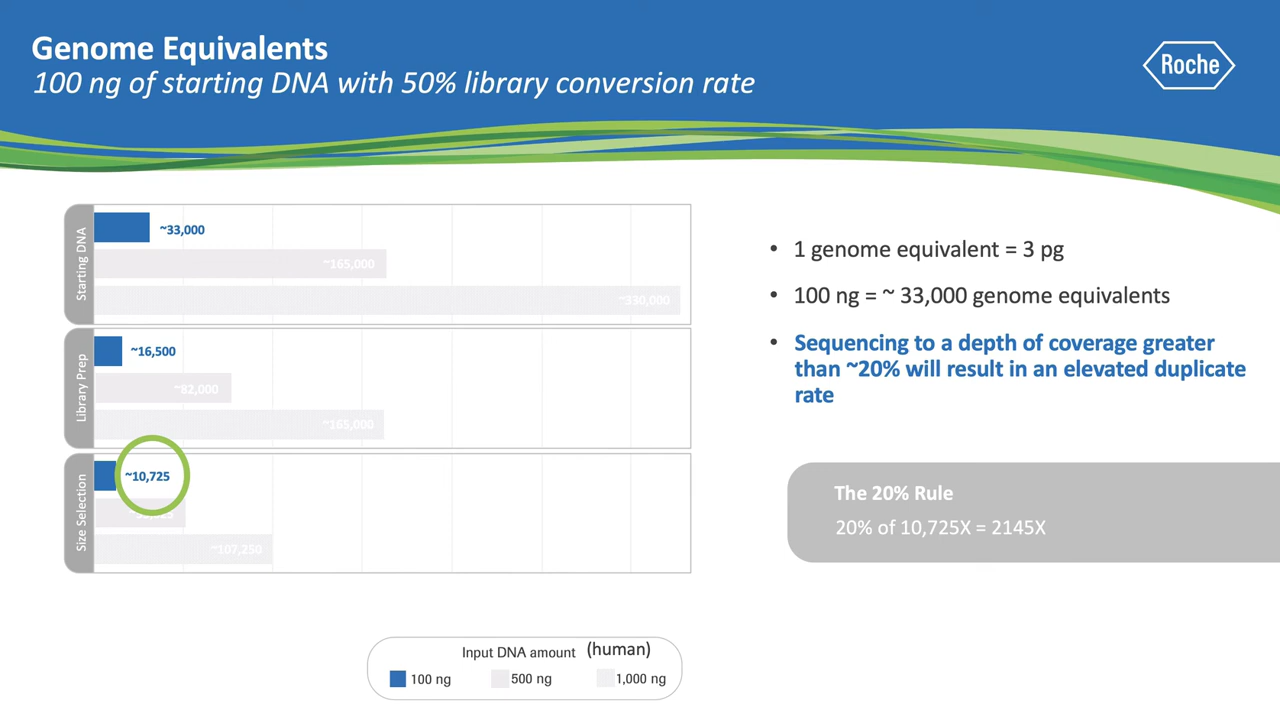 Genome Equivalents
100 ng of starting DNA with 50% library conversion rate
Roche
Starting DNA
~33,000
~165,000
~330,000
Library Prep
~16,500
~82,000
~165,000
Size Selection
~10,725
~107,250
• 1 genome equivalent = 3 pg
• 100 ng = ~ 33,000 genome equivalents
• Sequencing to a depth of coverage greater
than ~20% will result in an elevated duplicate
rate
The 20% Rule
20% of 10,725X = 2145X
Input DNA amount (human)
100 ng
500 ng
1,000 ng